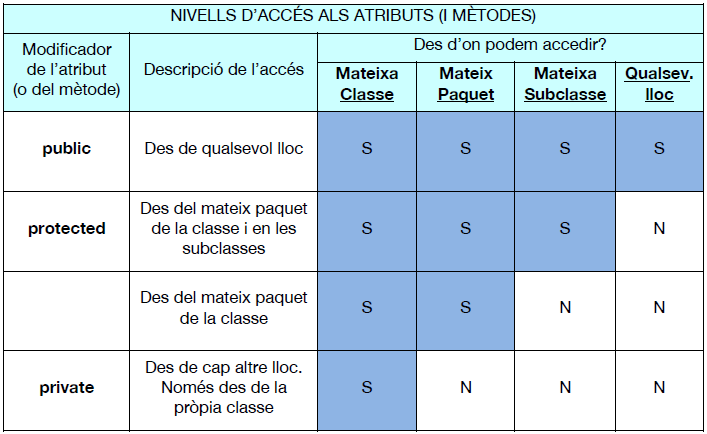 NIVELLS D'ACCÉS ALS ATRIBUTS (I MÈTODES)
Modificador
de l'atribut
(o del mètode)
Descripció de l'accés
Des d'on podem accedir?
Mateixa
Classe
Mateix
Paquet
Mateixa
Subclasse
Qualsev.
lloc
public
Des de qualsevol lloc
S
S
S
S
protected
Des del mateix paquet
de la classe i en les
subclasses
S
S
S
N
Des del mateix paquet
de la classe
S
S
N
N
private
Des de cap altre lloc.
Només des de la
pròpia classe
S
N
N
N